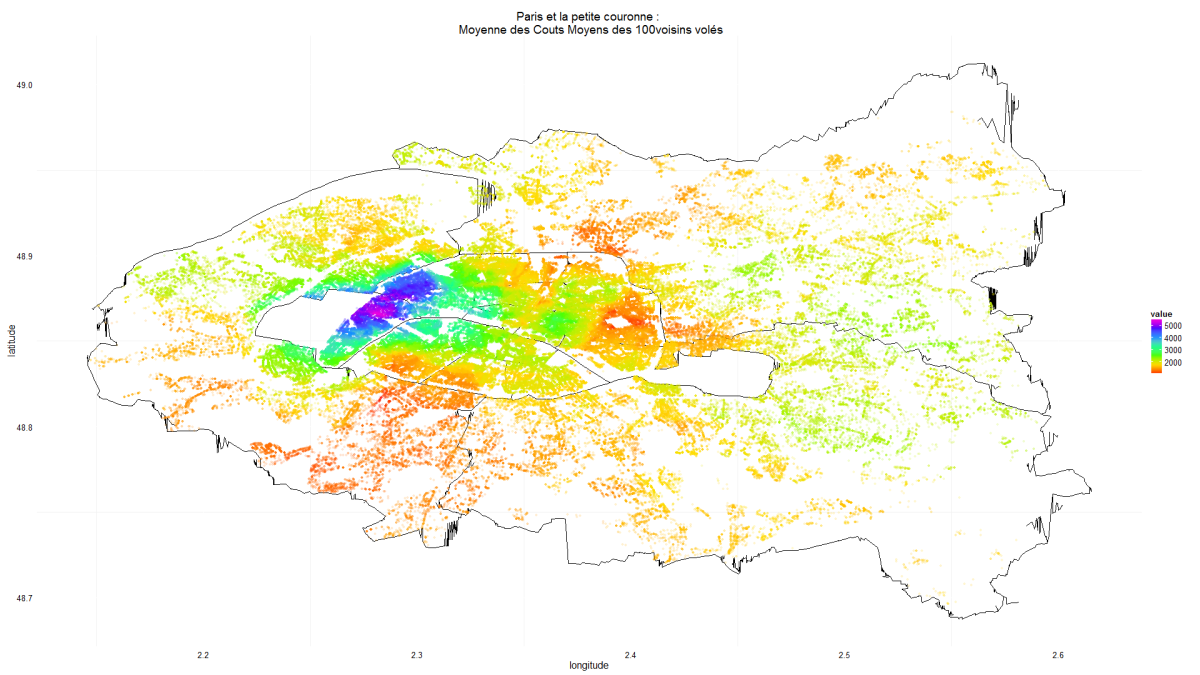 Paris et la petite couronne :
Moyenne des Couts Moyens des 100voisins volés
49.0
48.9
48.8
48.7
latitude
2.2
2.3
2.4
2.5
2.6
longitude
value
5000
4000
3000
2000